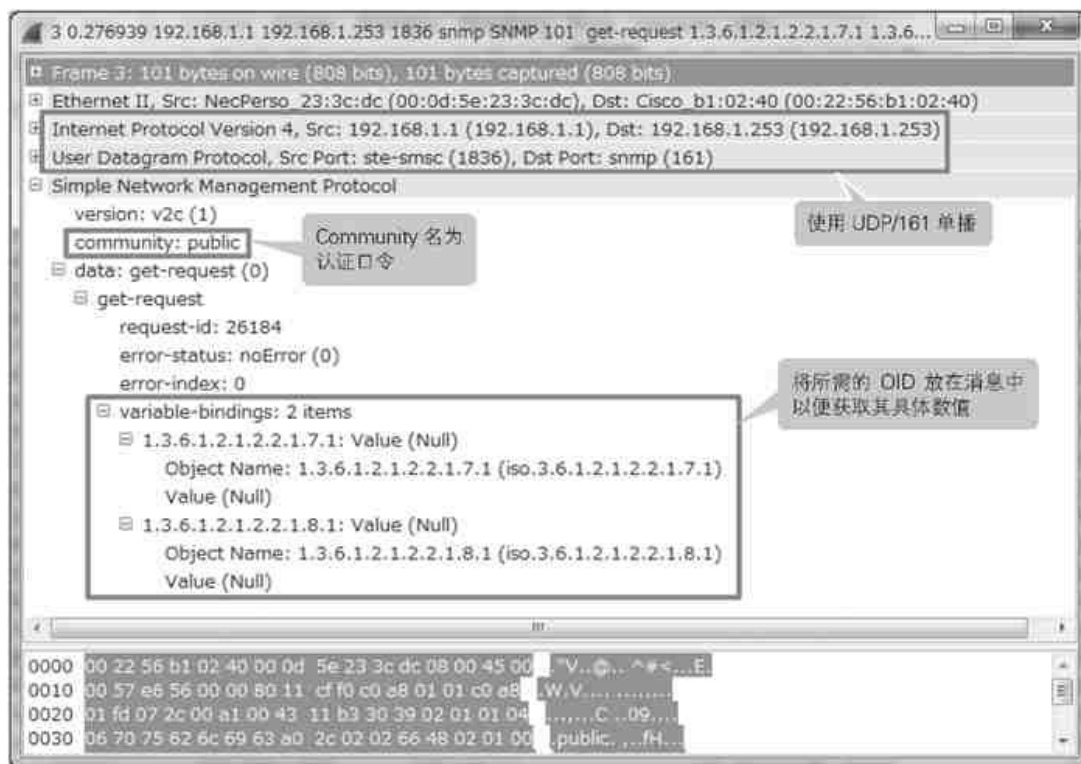 3 0.276939 192.168.1.1 192.168.1.253 1836 snmp SNMP 101 get-request 1.3.6.1.2.1.2.2.1.7.1 1.3.6...
Frame 3: 101 bytes on wire (808 bits), 101 bytes captured (808 bits)
Ethernet II, Src: NecPerso_23:3c:dc (00:0d:5e:23:3c:dc), Dst: Cisco_b1:02:40 (00:22:56:b1:02:40)
Internet Protocol Version 4, Src: 192.168.1.1 (192.168.1.1), Dst: 192.168.1.253 (192.168.1.253)
User Datagram Protocol, Src Port: ste-smsc (1836), Dst Port: snmp (161)
Simple Network Management Protocol
version: v2c (1)
使用 UDP/161 单播
community: public
Community 名为
认证口令
data: get-request (0)
get-request
request-id: 26184
error-status: noError (0)
error-index: 0
将所需的 OID 放在消息中
以便获取其具体数值
variable-bindings: 2 items
1.3.6.1.2.1.2.2.1.7.1: Value (Null)
Object Name: 1.3.6.1.2.1.2.2.1.7.1 (iso.3.6.1.2.1.2.2.1.7.1)
Value (Null)
1.3.6.1.2.1.2.2.1.8.1: Value (Null)
Object Name: 1.3.6.1.2.1.2.2.1.8.1 (iso.3.6.1.2.1.2.2.1.8.1)
Value (Null)
0000 00 22 56 b1 02 40 00 0d 5e 23 3c dc 08 00 45 00 ."V..@.. ^#<...E.
0010 00 57 e6 56 00 00 80 11 cf f0 c0 a8 01 01 c0 a8 .W.V.... ........
0020 01 fd 07 2c 00 a1 00 43 11 b3 30 39 02 01 01 04 ...,...C ..09....
0030 06 70 75 62 6c 69 63 a0 2c 02 02 66 48 02 01 00 .public. ,..fH...